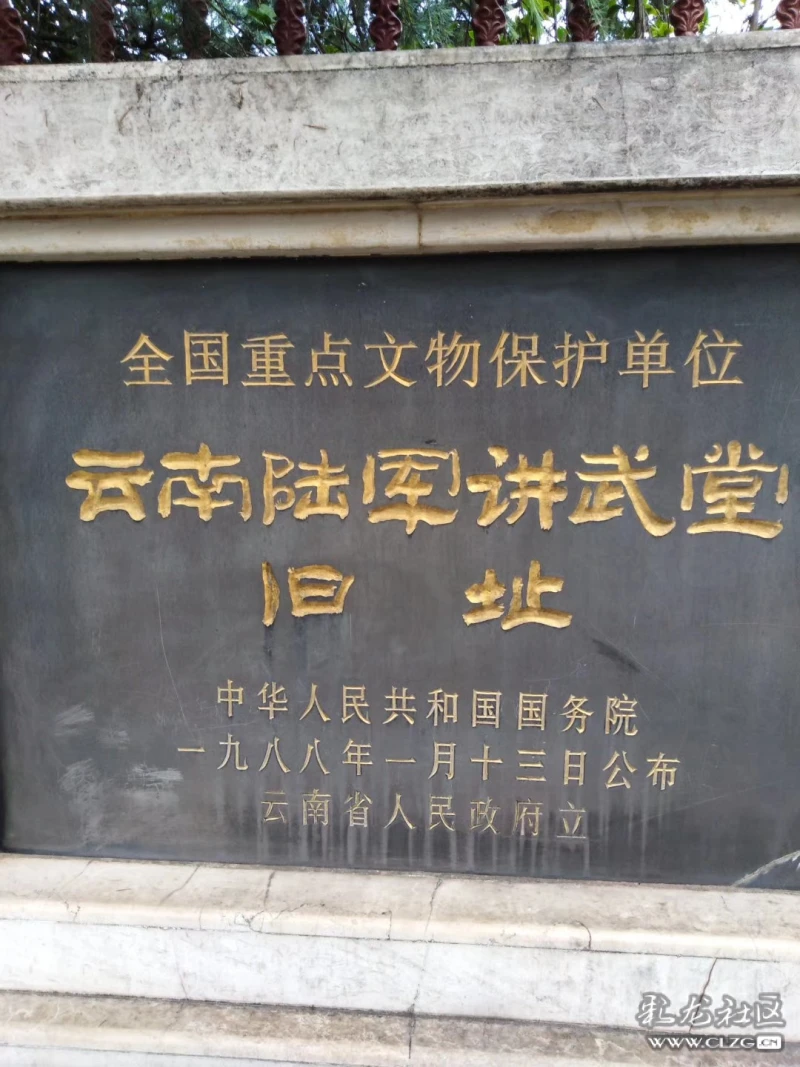 全国重点文物保护单位
云南陆军讲武堂
旧址
中华人民共和国国务院
一九八八年一月十三日公布
云南省人民政府立
彩龙社区
WWW.CLZG.CN